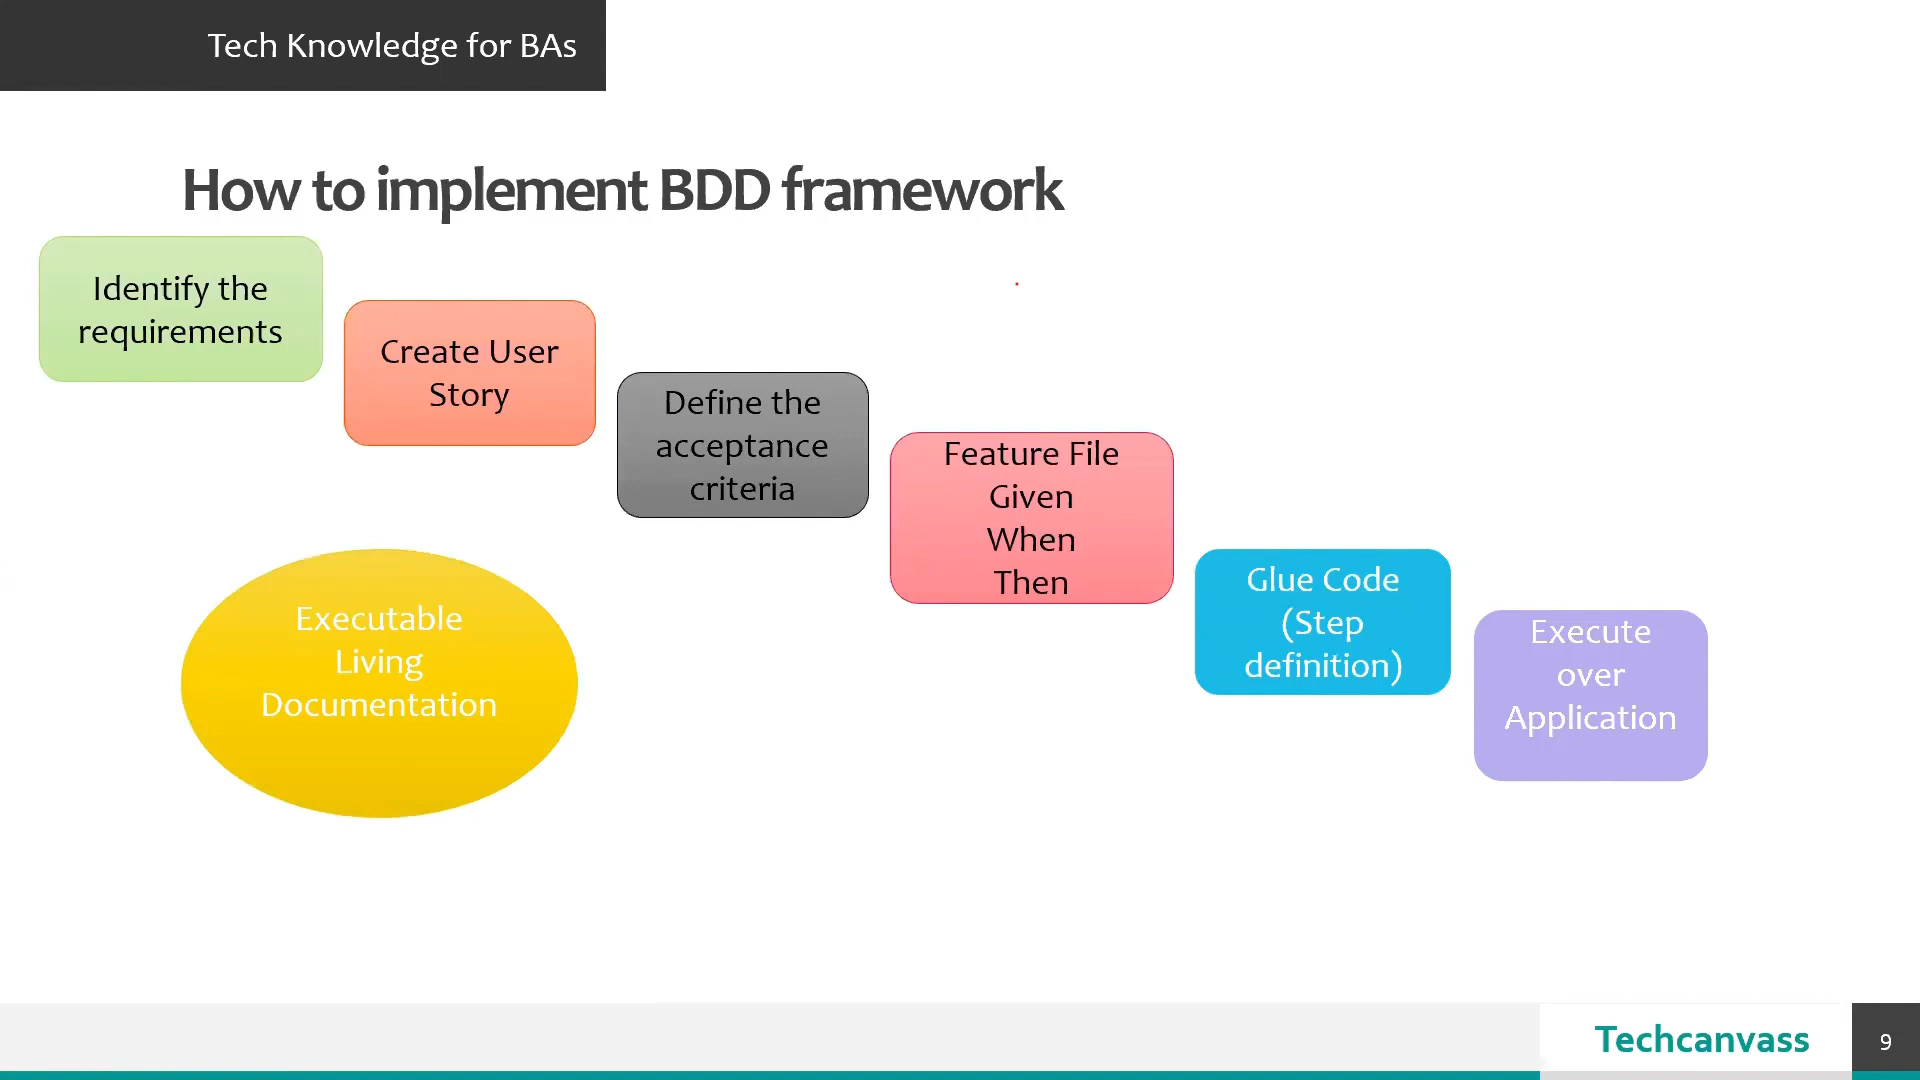 Tech Knowledge for BAs
How to implement BDD framework
Identify the
requirements
Create User
Story
Define the
acceptance
criteria
Feature File
Given
When
Then
Glue Code
(Step
definition)
Execute
over
Application
Executable
Living
Documentation
Techcanvass
9